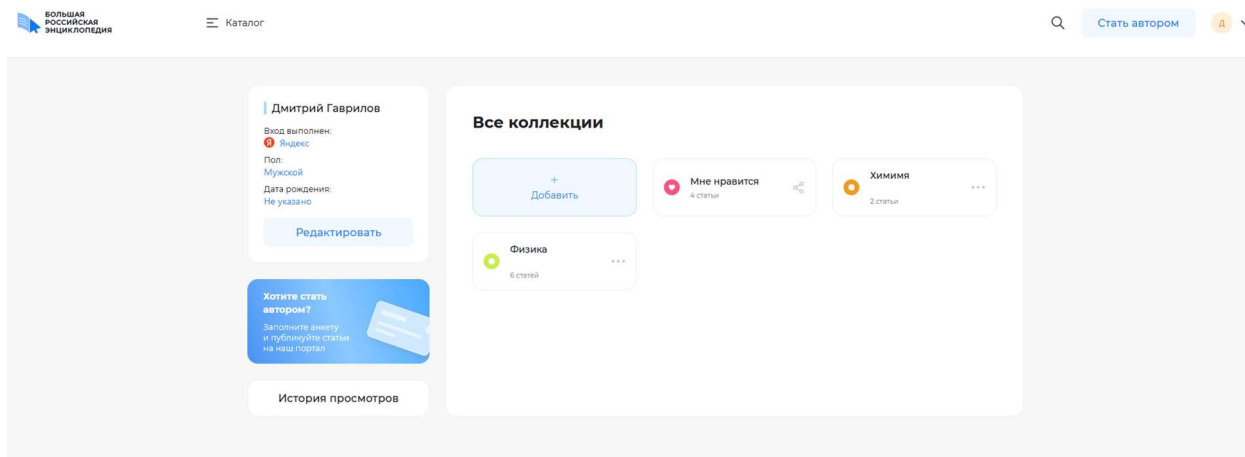 БОЛЬШАЯ
РОССИЙСКАЯ
ЭНЦИКЛОПЕДИЯ
Каталог
Стать автором
Д
Дмитрий Гаврилов
Вход выполнен:
Я Яндекс
Пол:
Мужской
Дата рождения:
Не указано
Редактировать
Хотите стать
автором?
Заполните анкету
и публикуйте статьи
на наш портал
История просмотров
Все коллекции
+
Добавить
Мне нравится
4 статьи
Химимя
2 статьи
Физика
6 статей